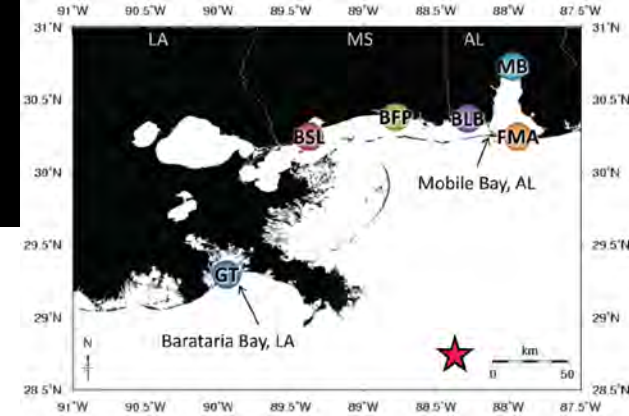 91°W 90.5°W 90°W 89.5°W 89°W 88.5°W 88°W 87.5°W
31°N 31°N
LA MS AL
MB
30.5°N 30.5°N
BSL BFP BLB FMA
30°N 30°N
Mobile Bay, AL
29.5°N 29.5°N
GT
29°N 29°N
Barataria Bay, LA
N
km
0 50
28.5°N 28.5°N
91°W 90.5°W 90°W 89.5°W 89°W 88.5°W 88°W 87.5°W